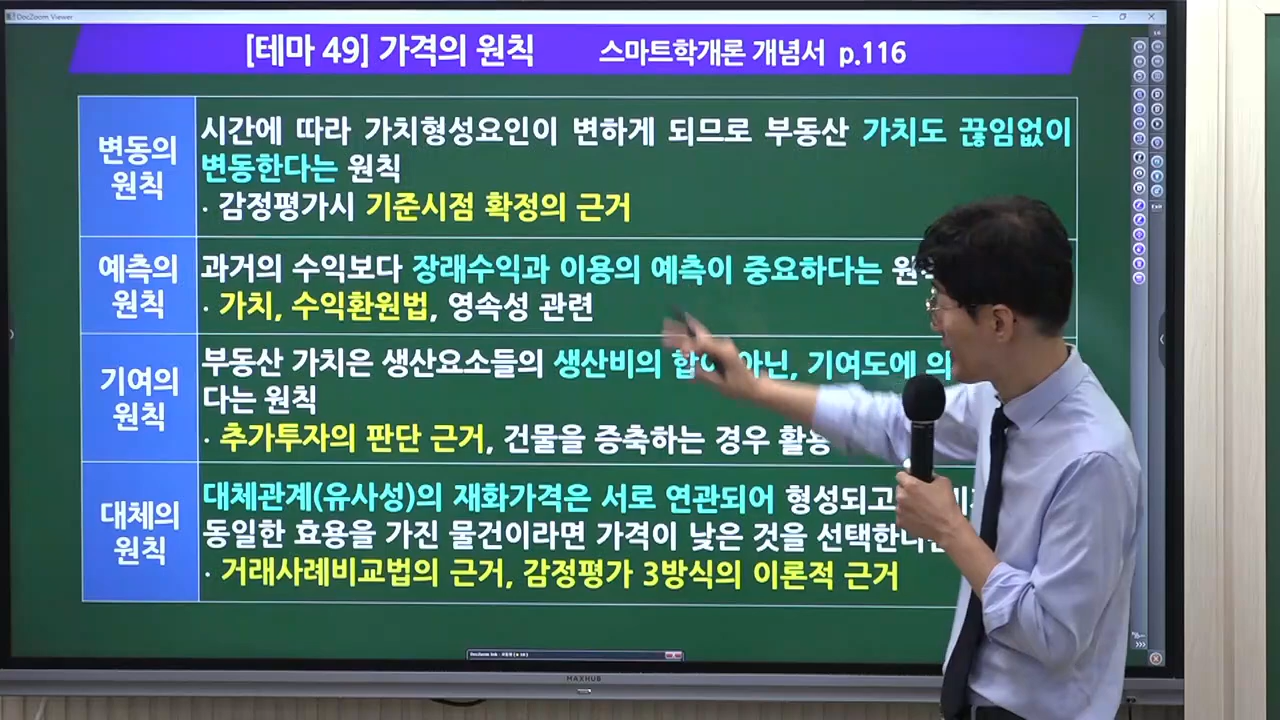 DocZoom Viewer
[테마 49] 가격의 원칙 스마트학개론 개념서 p.116
변동의
원칙
시간에 따라 가치형성요인이 변하게 되므로 부동산 가치도 끊임없이
변동한다는 원칙
· 감정평가시 기준시점 확정의 근거
예측의
원칙
과거의 수익보다 장래수익과 이용의 예측이 중요하다는
· 가치, 수익환원법, 영속성 관련
기여의
원칙
부동산 가치은 생산요소들의 생산비의 합이 아닌, 기여도에 의
다는 원칙
· 추가투자의 판단 근거, 건물을 증축하는 경우 활용
대체의
원칙
대체관계(유사성)의 재화가격은 서로 연관되어 형성되고
동일한 효용을 가진 물건이라면 가격이 낮은 것을
· 거래사례비교법의 근거, 감정평가 3방식의 이론적 근거
MAXHUB